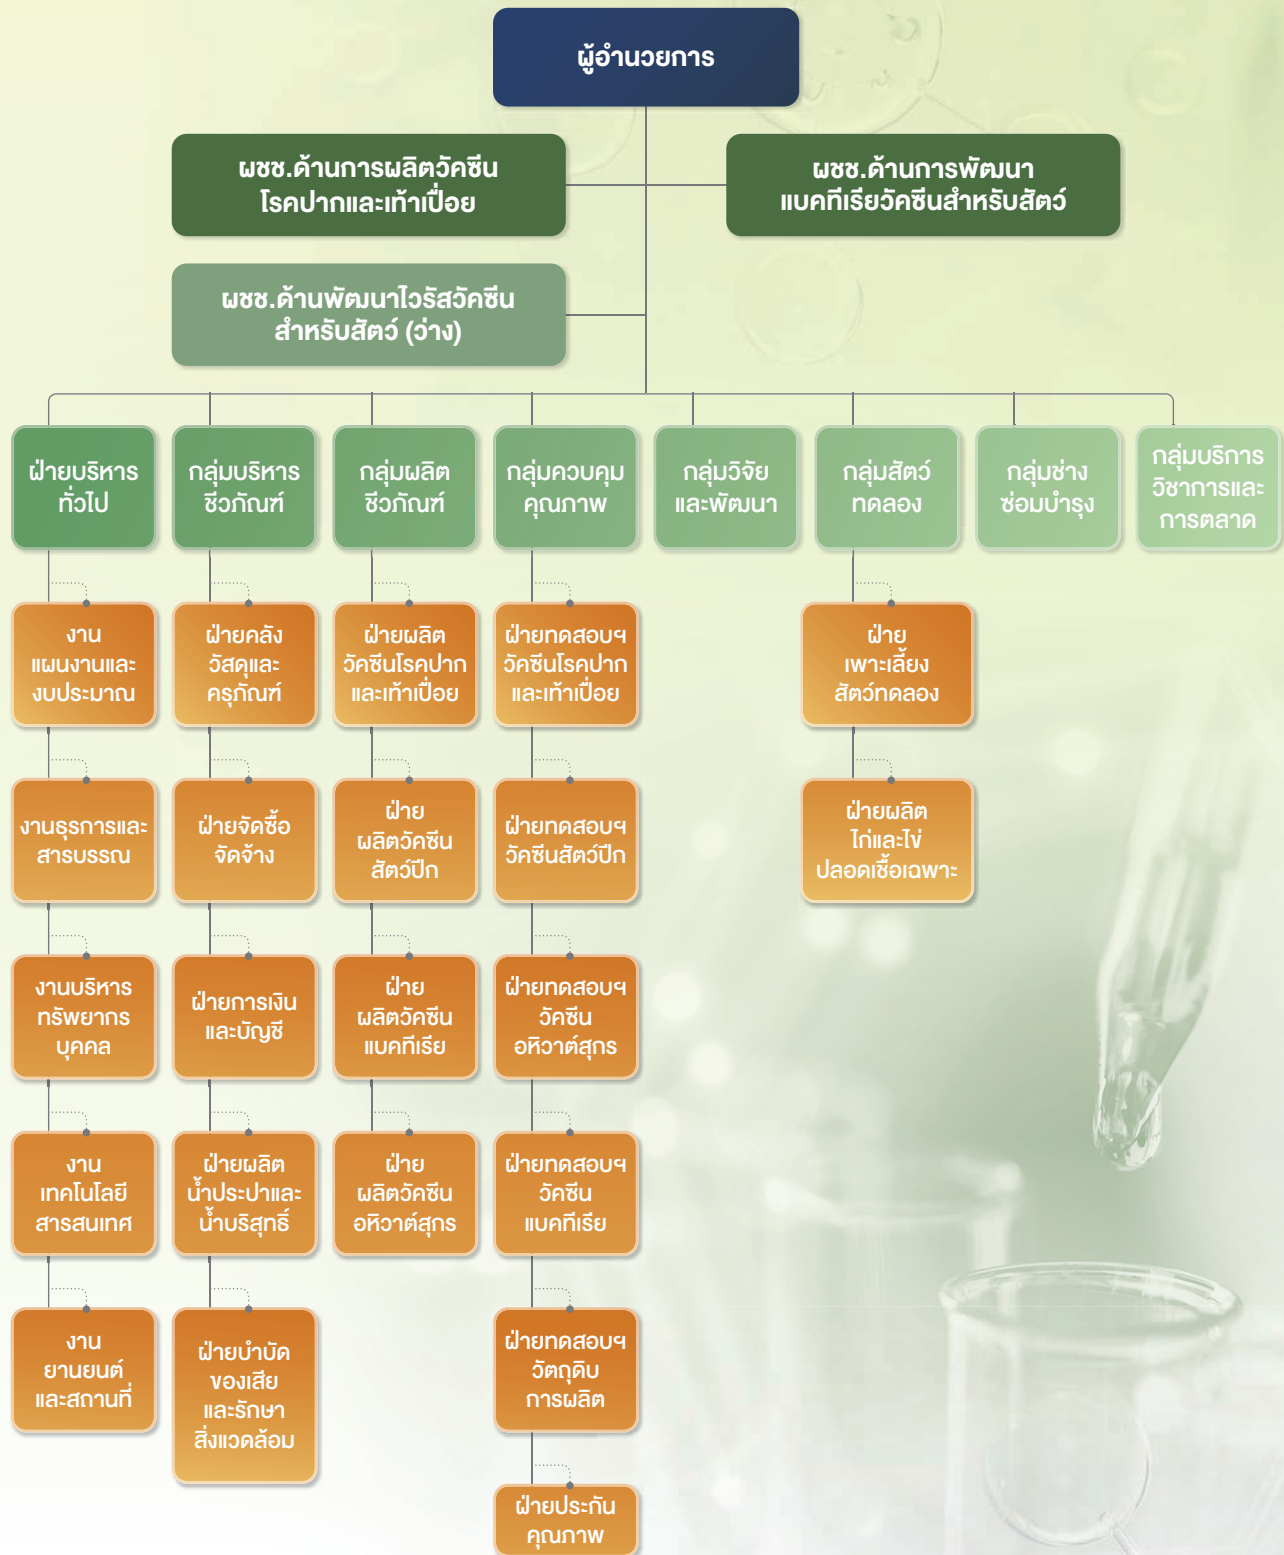 ผู้อำนวยการ
ผชช.ด้านการผลิตวัคซีน
โรคปากและเท้าเปื่อย
ผชช.ด้านการพัฒนา
แบคทีเรียวัคซีนสำหรับสัตว์
ผชช.ด้านพัฒนาไวรัสวัคซีน
สำหรับสัตว์ (ว่าง)
ฝ่ายบริหาร
ทั่วไป
กลุ่มบริหาร
ชีวภัณฑ์
กลุ่มผลิต
ชีวภัณฑ์
กลุ่มควบคุม
คุณภาพ
กลุ่มวิจัย
และพัฒนา
กลุ่มสัตว์
ทดลอง
กลุ่มช่าง
ซ่อมบำรุง
กลุ่มบริการ
วิชาการและ
การตลาด
งาน
แผนงานและ
งบประมาณ
ฝ่ายคลัง
วัสดุและ
ครุภัณฑ์
ฝ่ายผลิต
วัคซีนโรคปาก
และเท้าเปื่อย
ฝ่ายทดสอบฯ
วัคซีนโรคปาก
และเท้าเปื่อย
ฝ่าย
เพาะเลี้ยง
สัตว์ทดลอง
งานธุรการและ
สารบรรณ
ฝ่ายจัดซื้อ
จัดจ้าง
ฝ่าย
ผลิตวัคซีน
สัตว์ปีก
ฝ่ายทดสอบฯ
วัคซีนสัตว์ปีก
ฝ่ายผลิต
ไก่และไข่
ปลอดเชื้อเฉพาะ
งานบริหาร
ทรัพยากร
บุคคล
ฝ่ายการเงิน
และบัญชี
ฝ่าย
ผลิตวัคซีน
แบคทีเรีย
ฝ่ายทดสอบฯ
วัคซีน
อหิวาต์สุกร
งาน
เทคโนโลยี
สารสนเทศ
ฝ่ายผลิต
น้ำประปาและ
น้ำบริสุทธิ์
ฝ่าย
ผลิตวัคซีน
อหิวาต์สุกร
ฝ่ายทดสอบฯ
วัคซีน
แบคทีเรีย
งาน
ยานยนต์
และสถานที่
ฝ่ายบำบัด
ของเสีย
และรักษา
สิ่งแวดล้อม
ฝ่ายทดสอบฯ
วัตถุดิบ
การผลิต
ฝ่ายประกัน
คุณภาพ